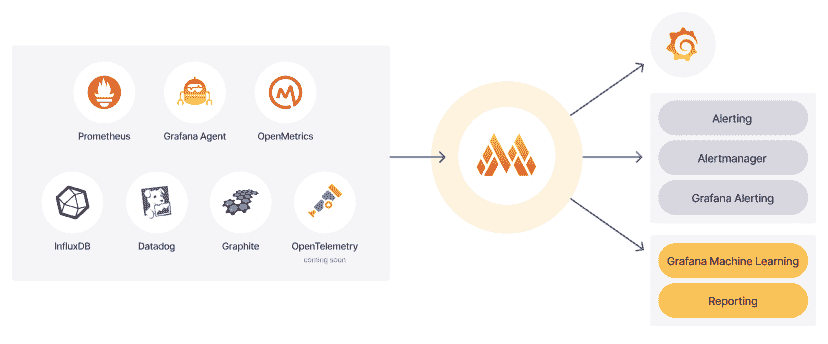 Prometheus
Grafana Agent
OpenMetrics
InfluxDB
Datadog
Graphite
OpenTelemetry
coming soon
Alerting
Alertmanager
Grafana Alerting
Grafana Machine Learning
Reporting